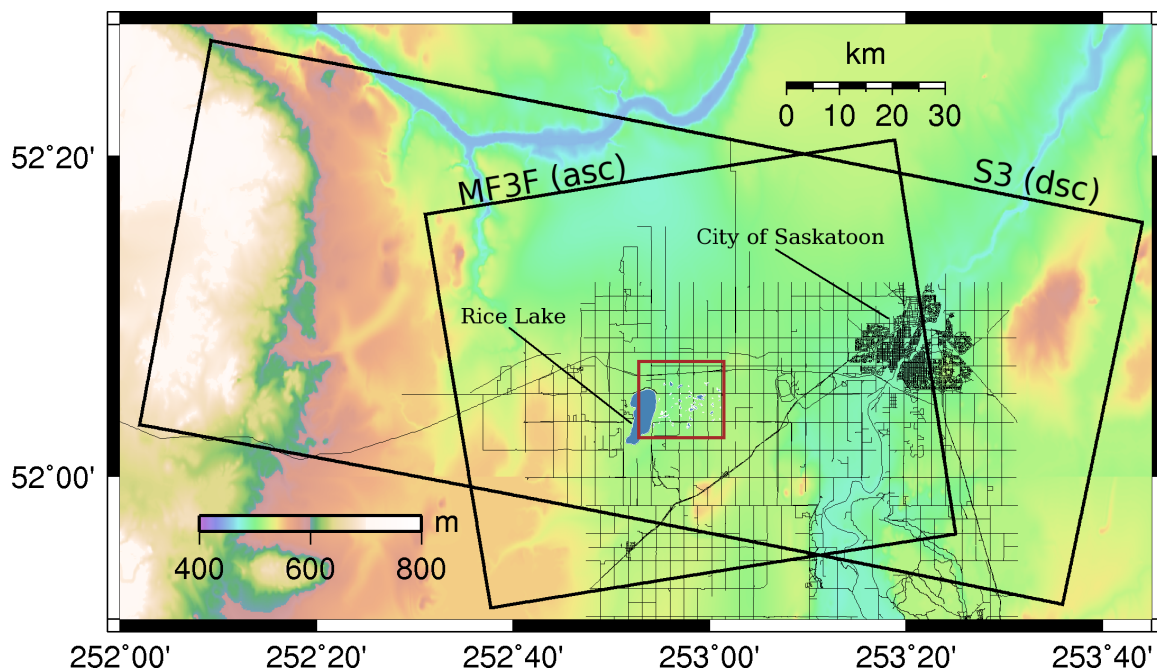 km
0 10 20 30
52°20'
MF3F (asc)
S3 (dsc)
City of Saskatoon
Rice Lake
52°00'
m
400 600 800
252°00' 252°20' 252°40' 253°00' 253°20' 253°40'